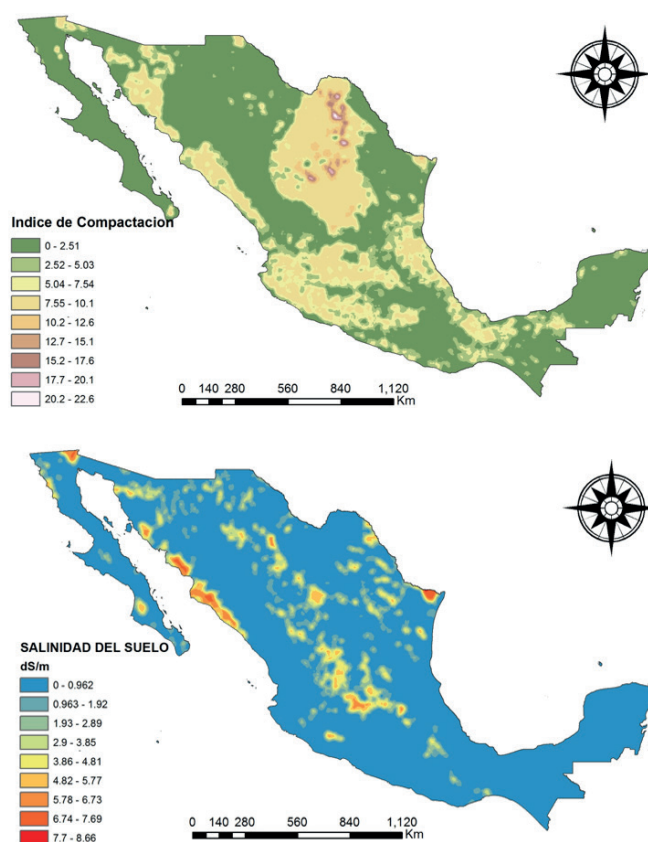 Indice de Compactacion
0 - 2.51
2.52 - 5.03
5.04 - 7.54
7.55 - 10.1
10.2 - 12.6
12.7 - 15.1
15.2 - 17.6
17.7 - 20.1
20.2 - 22.6
0 140 280 560 840 1,120
Km
SALINIDAD DEL SUELO
dS/m
0 - 0.962
0.963 - 1.92
1.93 - 2.89
2.9 - 3.85
3.86 - 4.81
4.82 - 5.77
5.78 - 6.73
6.74 - 7.69
7.7 - 8.66
0 140 280 560 840 1,120
Km